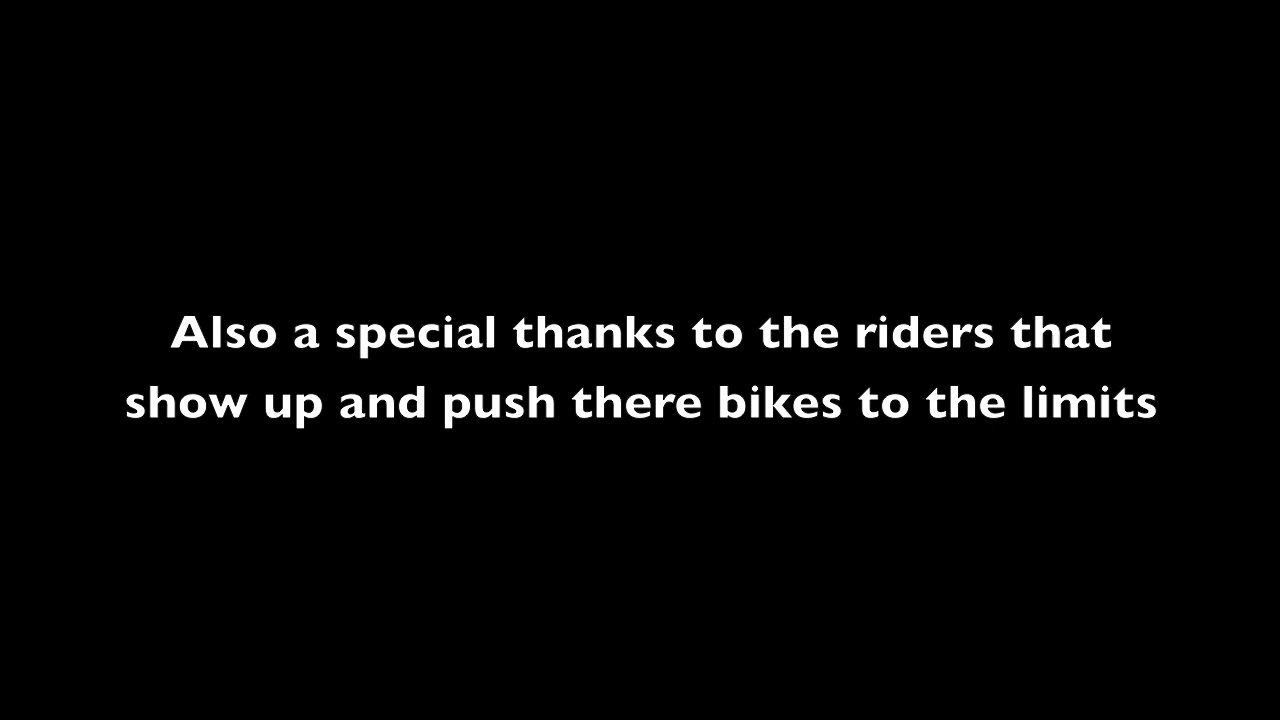 Also a special thanks to the riders that
show up and push there bikes to the limits